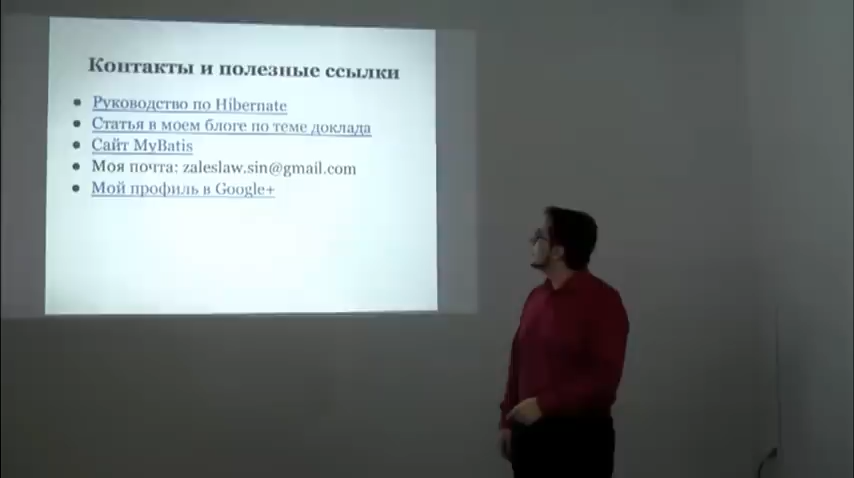 Контакты и полезные ссылки
Руководство по Hibernate
Статья в моем блоге по теме доклада
Сайт MyBatis
Моя почта: zaleslaw.sin@gmail.com
Мой профиль в Google+